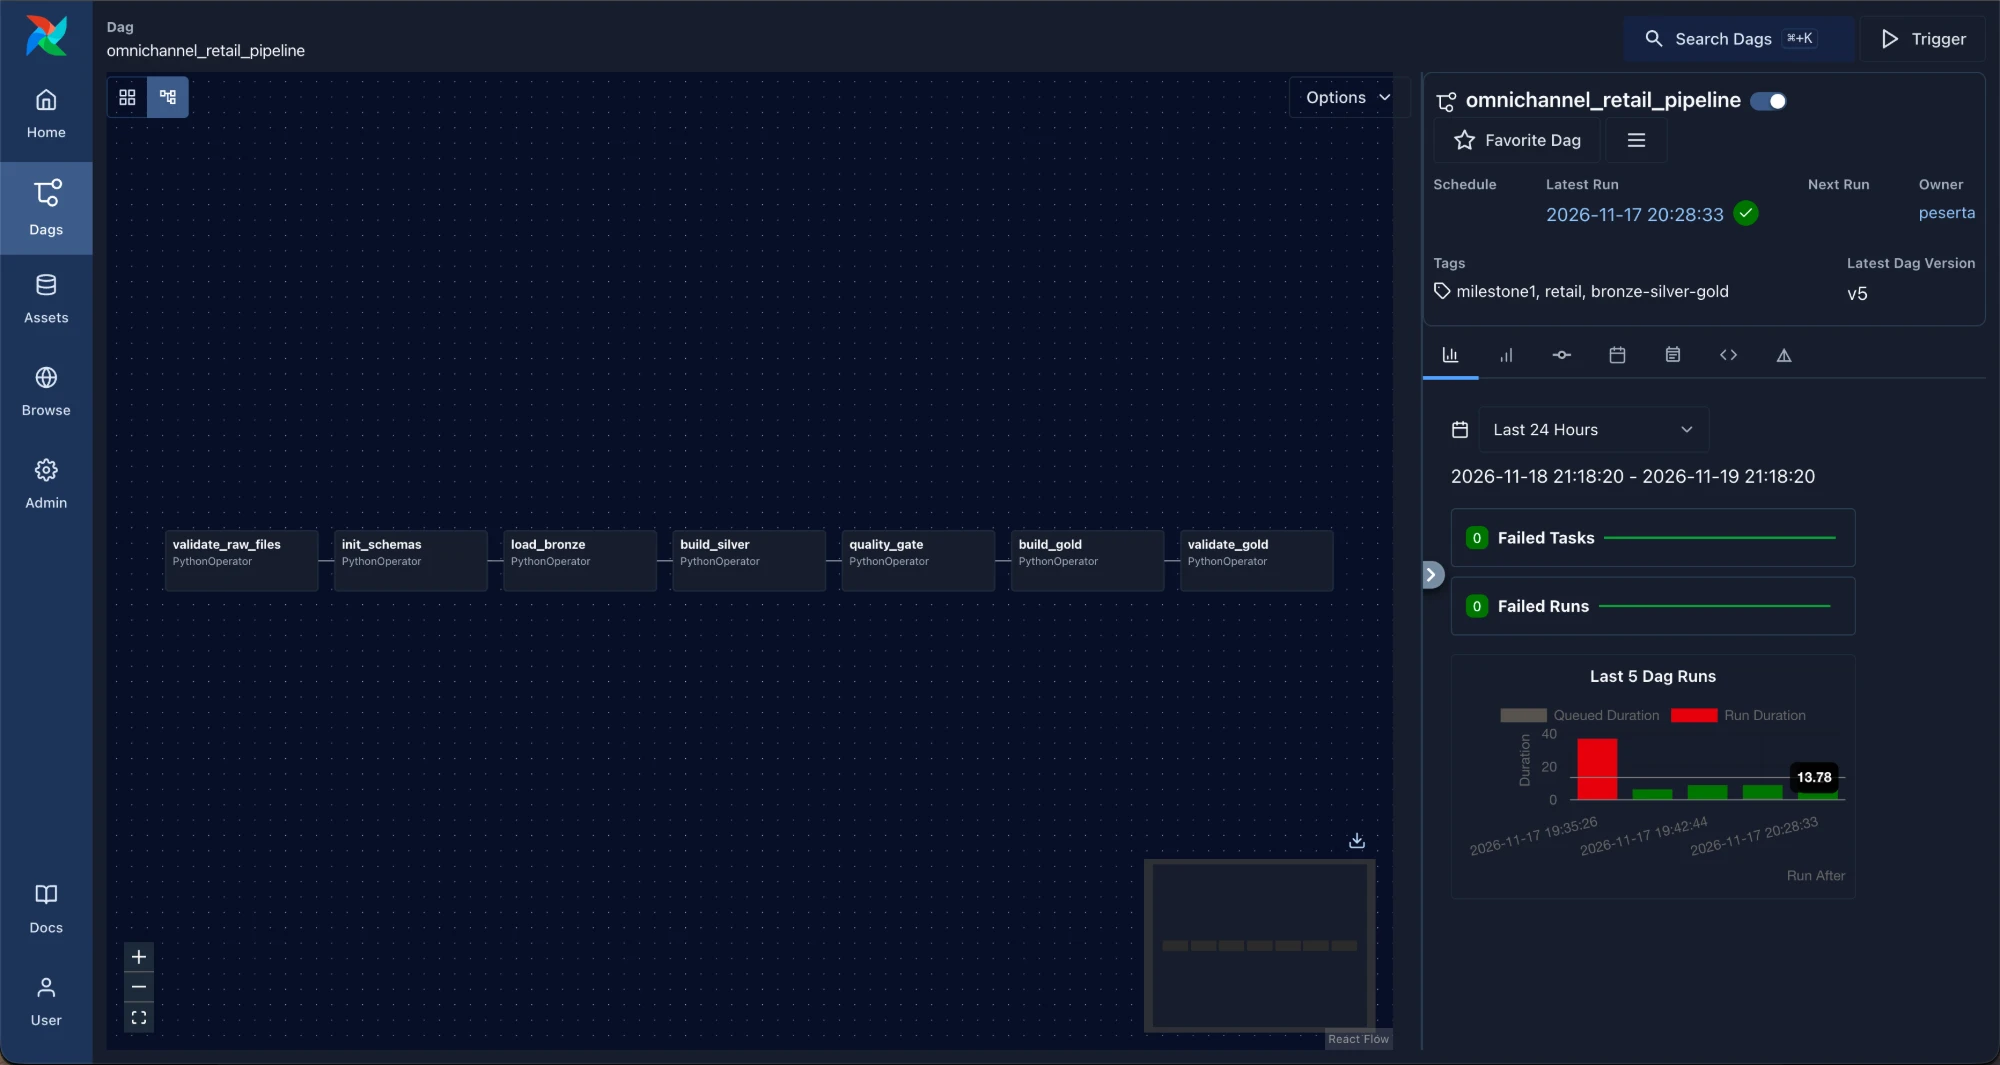 Dag
omnichannel_retail_pipeline
Search Dags ⌘+K
Trigger
Home
Dags
Assets
Browse
Admin
Docs
User
Options
validate_raw_files
PythonOperator
init_schemas
PythonOperator
load_bronze
PythonOperator
build_silver
PythonOperator
quality_gate
PythonOperator
build_gold
PythonOperator
validate_gold
PythonOperator
React Flow
omnichannel_retail_pipeline
Favorite Dag
Schedule
Latest Run
2026-11-17 20:28:33
Next Run
Owner
peserta
Tags
milestone1, retail, bronze-silver-gold
Latest Dag Version
v5
Last 24 Hours
2026-11-18 21:18:20 - 2026-11-19 21:18:20
0 Failed Tasks
0 Failed Runs
Last 5 Dag Runs
Queued Duration
Run Duration
Duration
40
20
0
13.78
2026-11-17 19:35:26
2026-11-17 19:42:44
2026-11-17 20:28:33
Run After